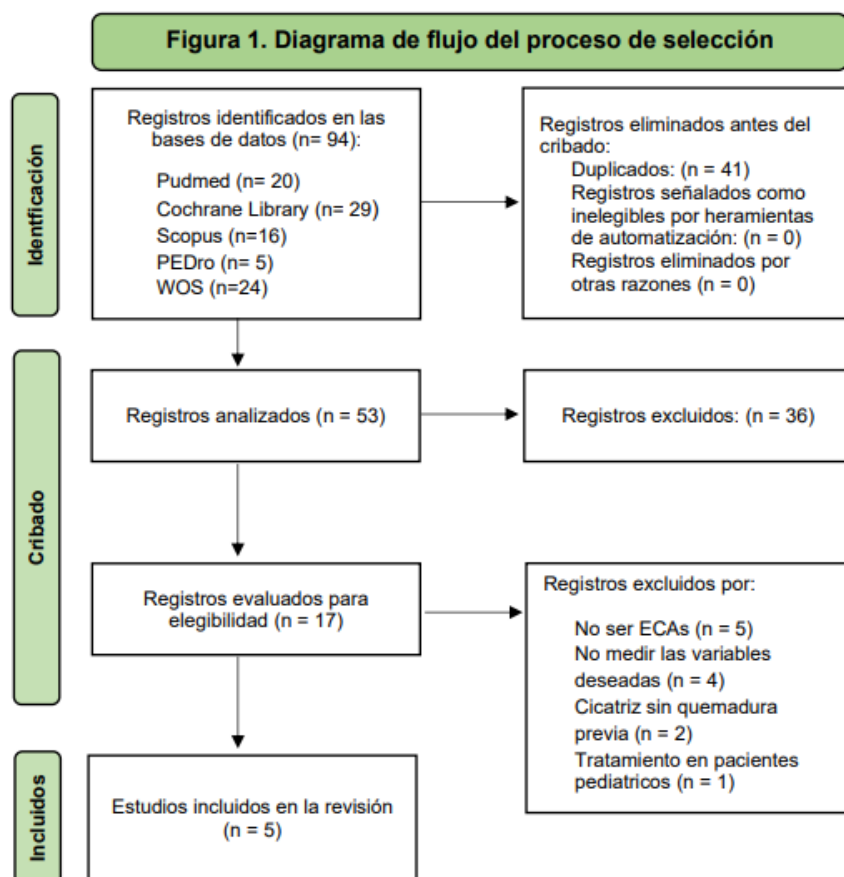 Figura 1. Diagrama de flujo del proceso de selección
Identficación
Registros identificados en las
bases de datos (n= 94):
Pudmed (n= 20)
Cochrane Library (n= 29)
Scopus (n=16)
PEDro (n= 5)
WOS (n=24)
Registros eliminados antes del
cribado:
Duplicados: (n = 41)
Registros señalados como
inelegibles por heramientas
de automatización: (n = 0)
Registros eliminados por
otras razones (n = 0)
Cribado
Registros analizados (n = 53)
Registros excluidos: (n = 36)
Registros evaluados para
elegibilidad (n = 17)
Registros excluidos por:
No ser ECAs (n = 5)
No medir las variables
deseadas (n = 4)
Cicatriz sin quemadura
previa (n = 2)
Tratamiento en pacientes
pediatricos (n = 1)
Incluidos
Estudios incluidos en la revisión
(n = 5)